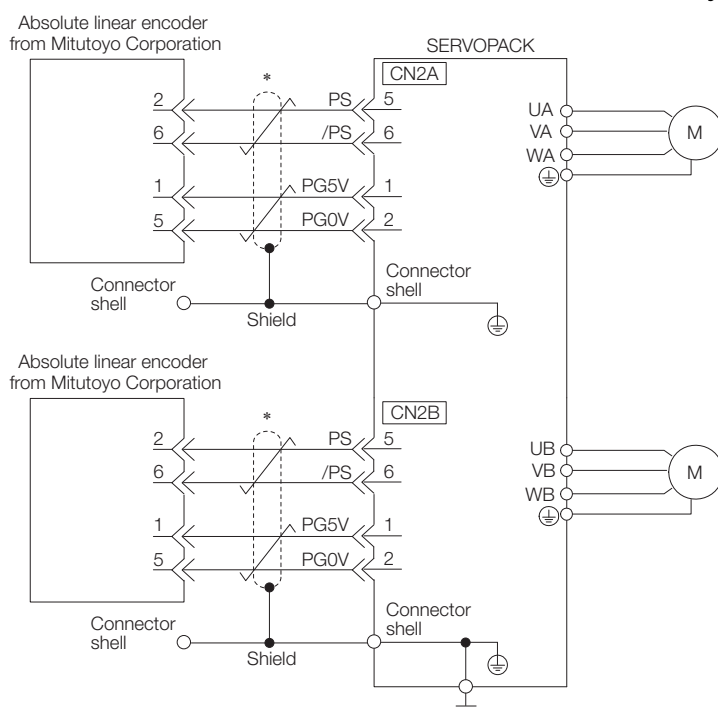 Absolute linear encoder
from Mitutoyo Corporation
SERVOPACK
*
CN2A
2 PS 5
6 /PS 6
1 PG5V 1
5 PG0V 2
UA
VA
WA
M
Connector
shell
Shield
Connector
shell
Absolute linear encoder
from Mitutoyo Corporation
*
CN2B
2 PS 5
6 /PS 6
1 PG5V 1
5 PG0V 2
UB
VB
WB
M
Connector
shell
Shield
Connector
shell